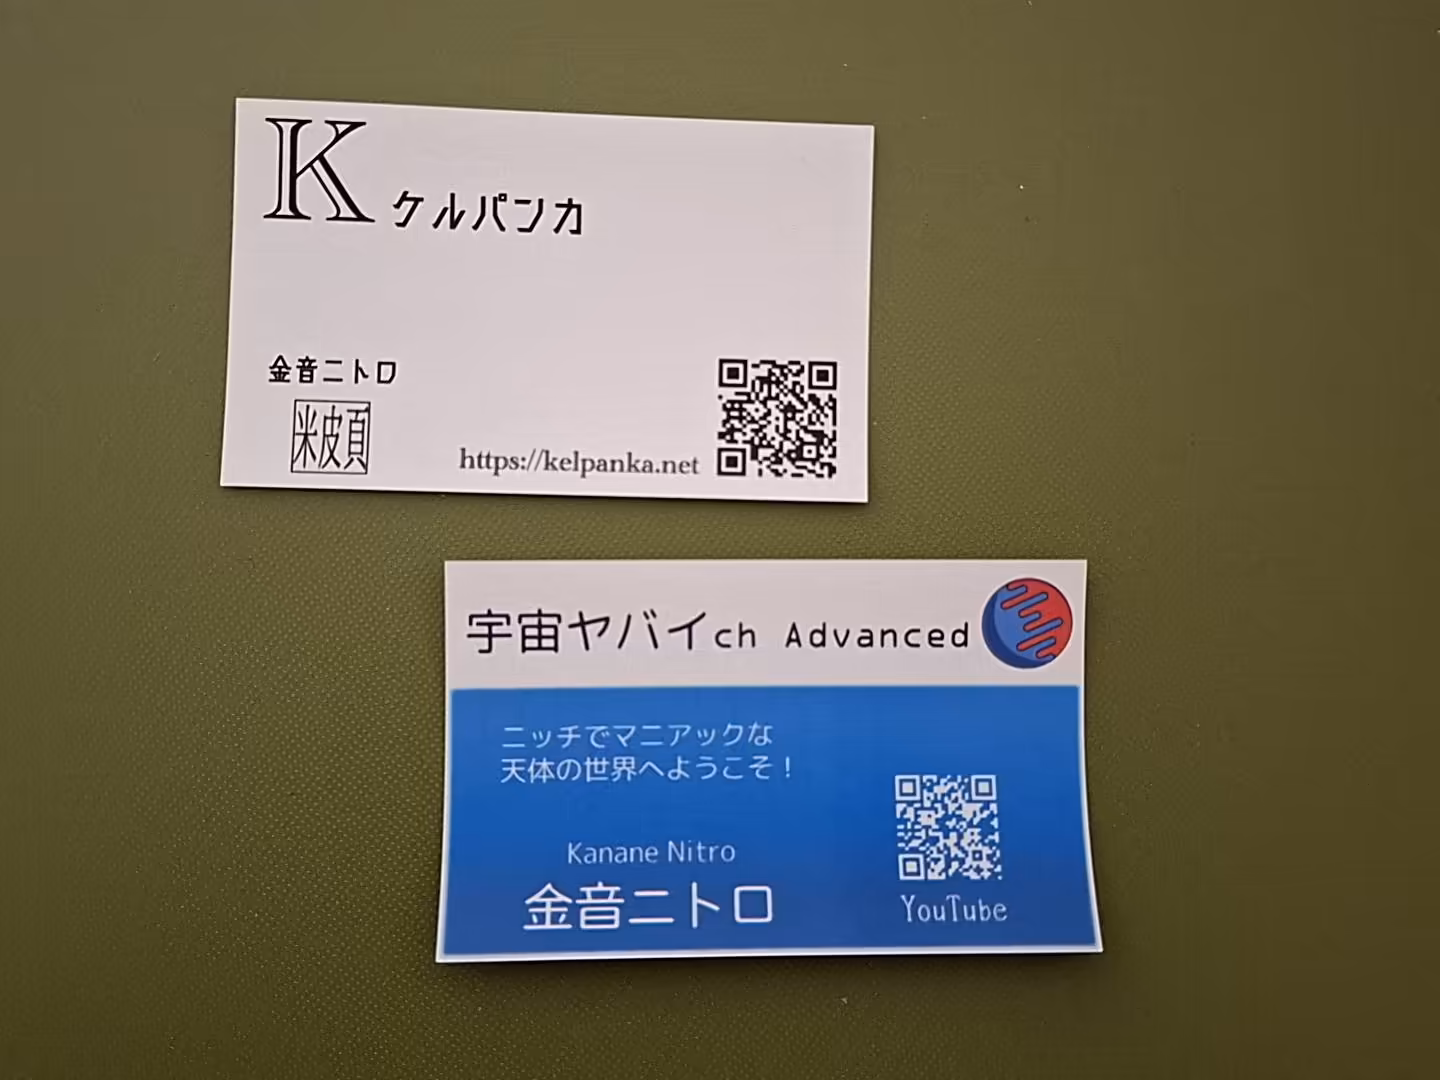 K ケルパンカ
金音ニトロ
米皮頁
https://kelpanka.net
宇宙ヤバイch Advanced
ニッチでマニアックな
天体の世界へようこそ！
Kanane Nitro
金音ニトロ
YouTube